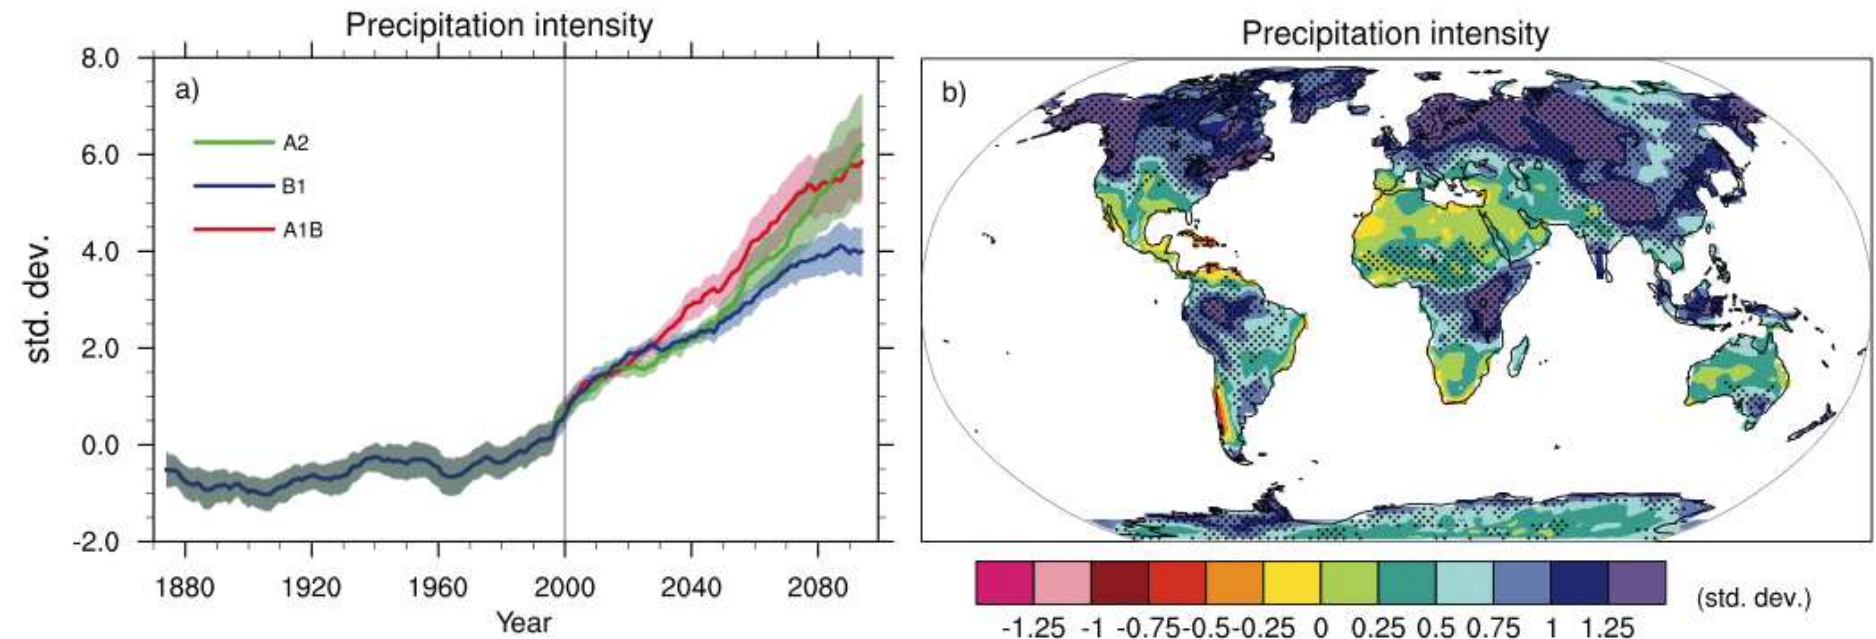 Precipitation intensity
a)
8.0
6.0
4.0
2.0
0.0
-2.0
std. dev.
A2
B1
A1B
1880 1920 1960 2000 2040 2080
Year
Precipitation intensity
b)
-1.25 -1 -0.75 -0.5 -0.25 0 0.25 0.5 0.75 1 1.25
(std. dev.)